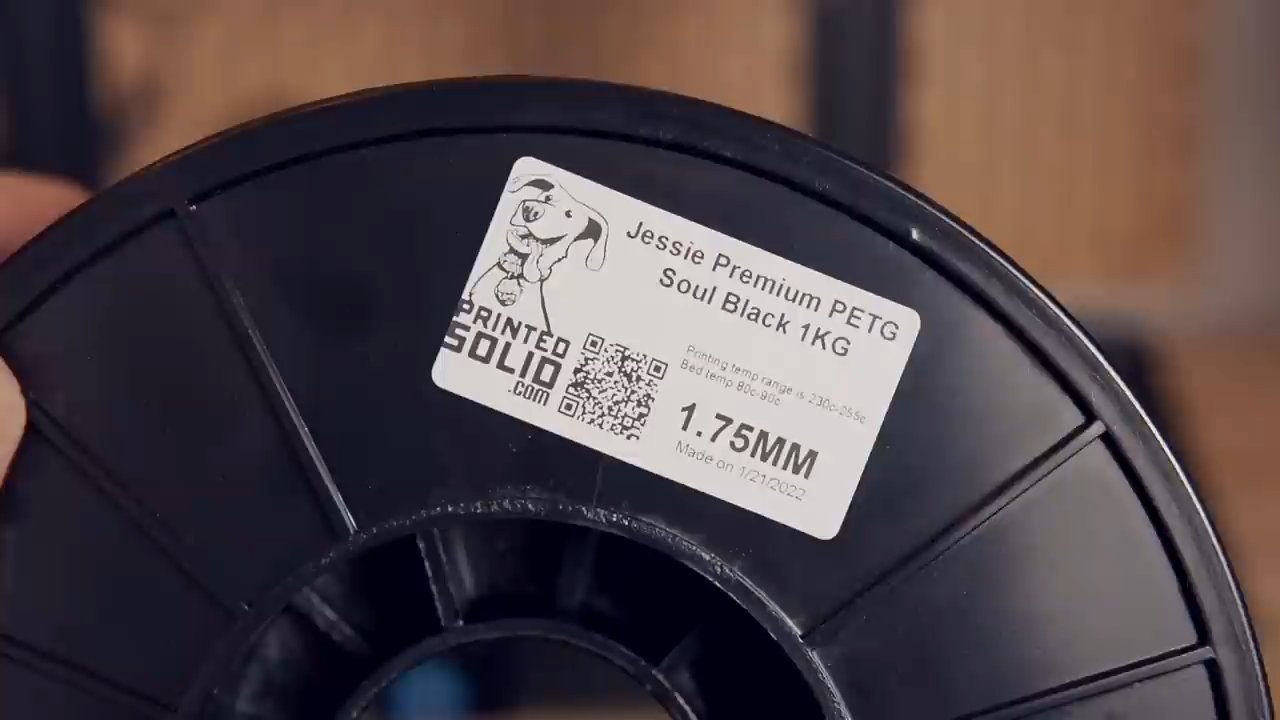 Jessie Premium PETG
Soul Black 1KG
PRINTED
SOLID
.COM
Printing temp range is 230c-255c
Bed temp 80c-90c
1.75MM
Made on 1/21/2022